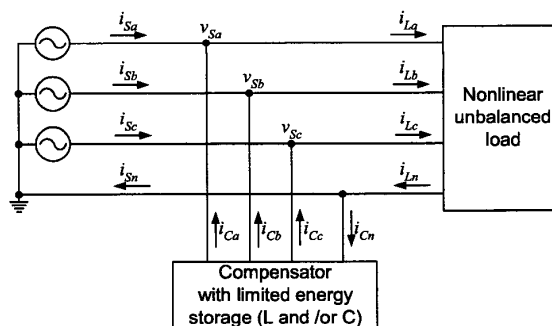 i_Sa
v_Sa
i_La
i_Sb
v_Sb
i_Lb
i_Sc
v_Sc
i_Lc
i_Sn
i_Ln
Nonlinear
unbalanced
load
i_Ca
i_Cb
i_Cc
i_Cn
Compensator
with limited energy
storage (L and /or C)